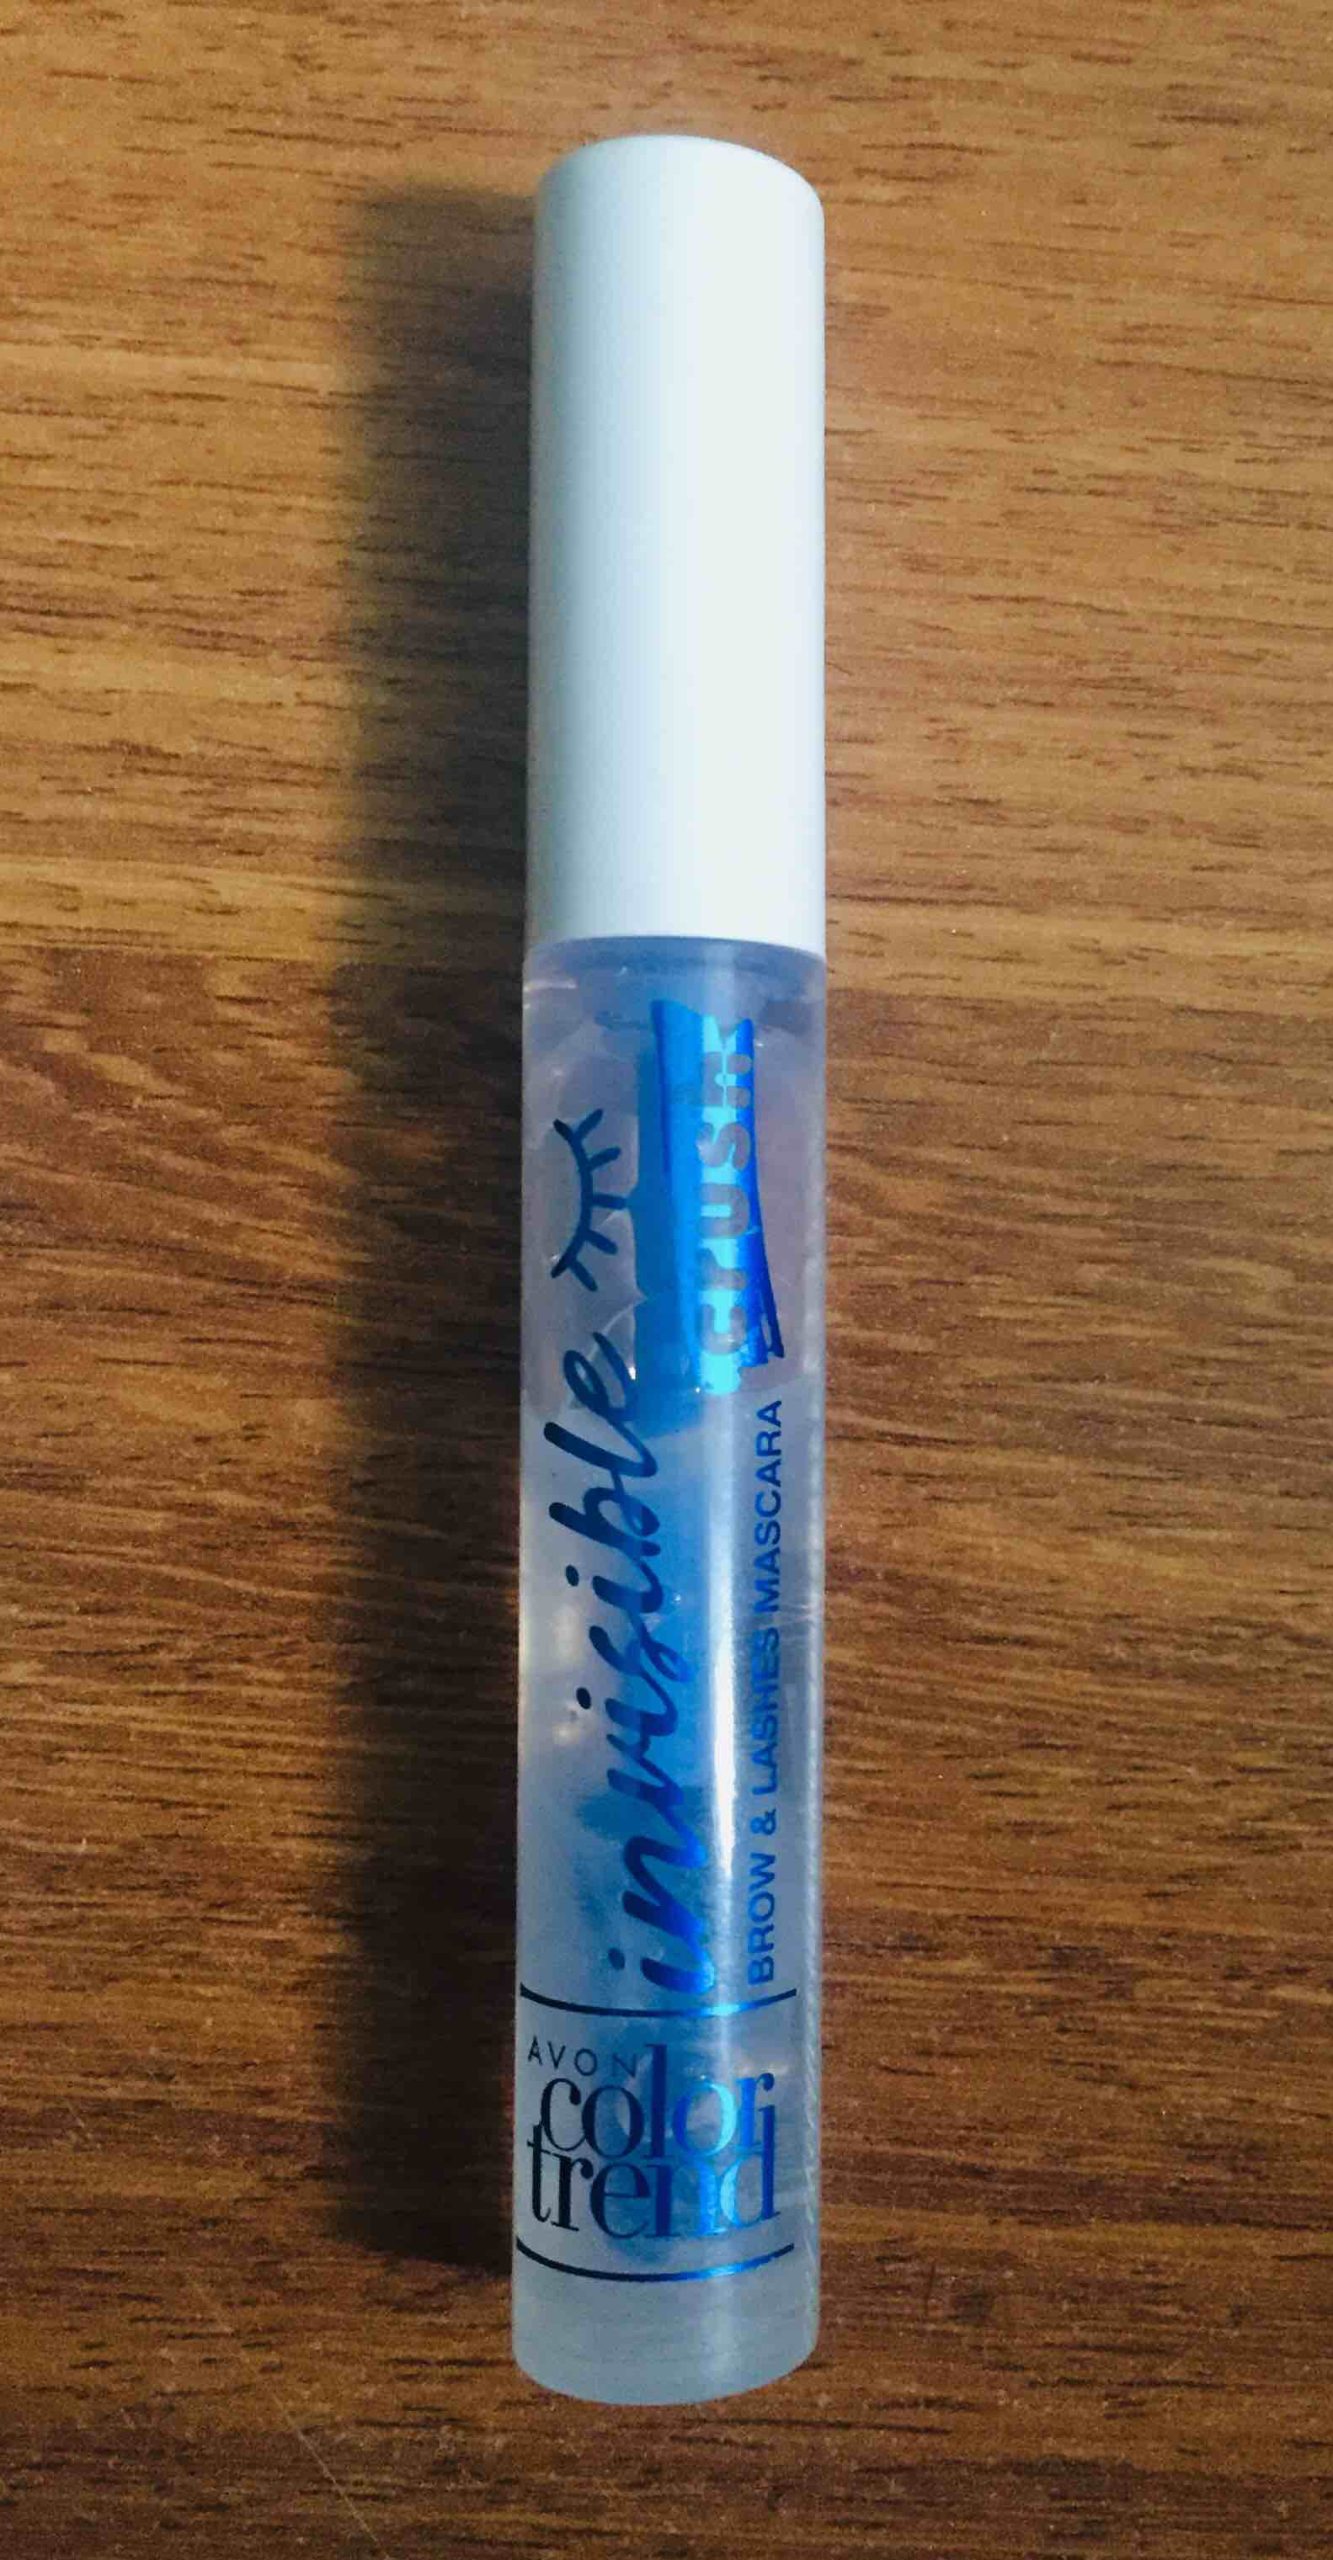 AVON
color
trend
invisible
crush
BROW & LASHES MASCARA